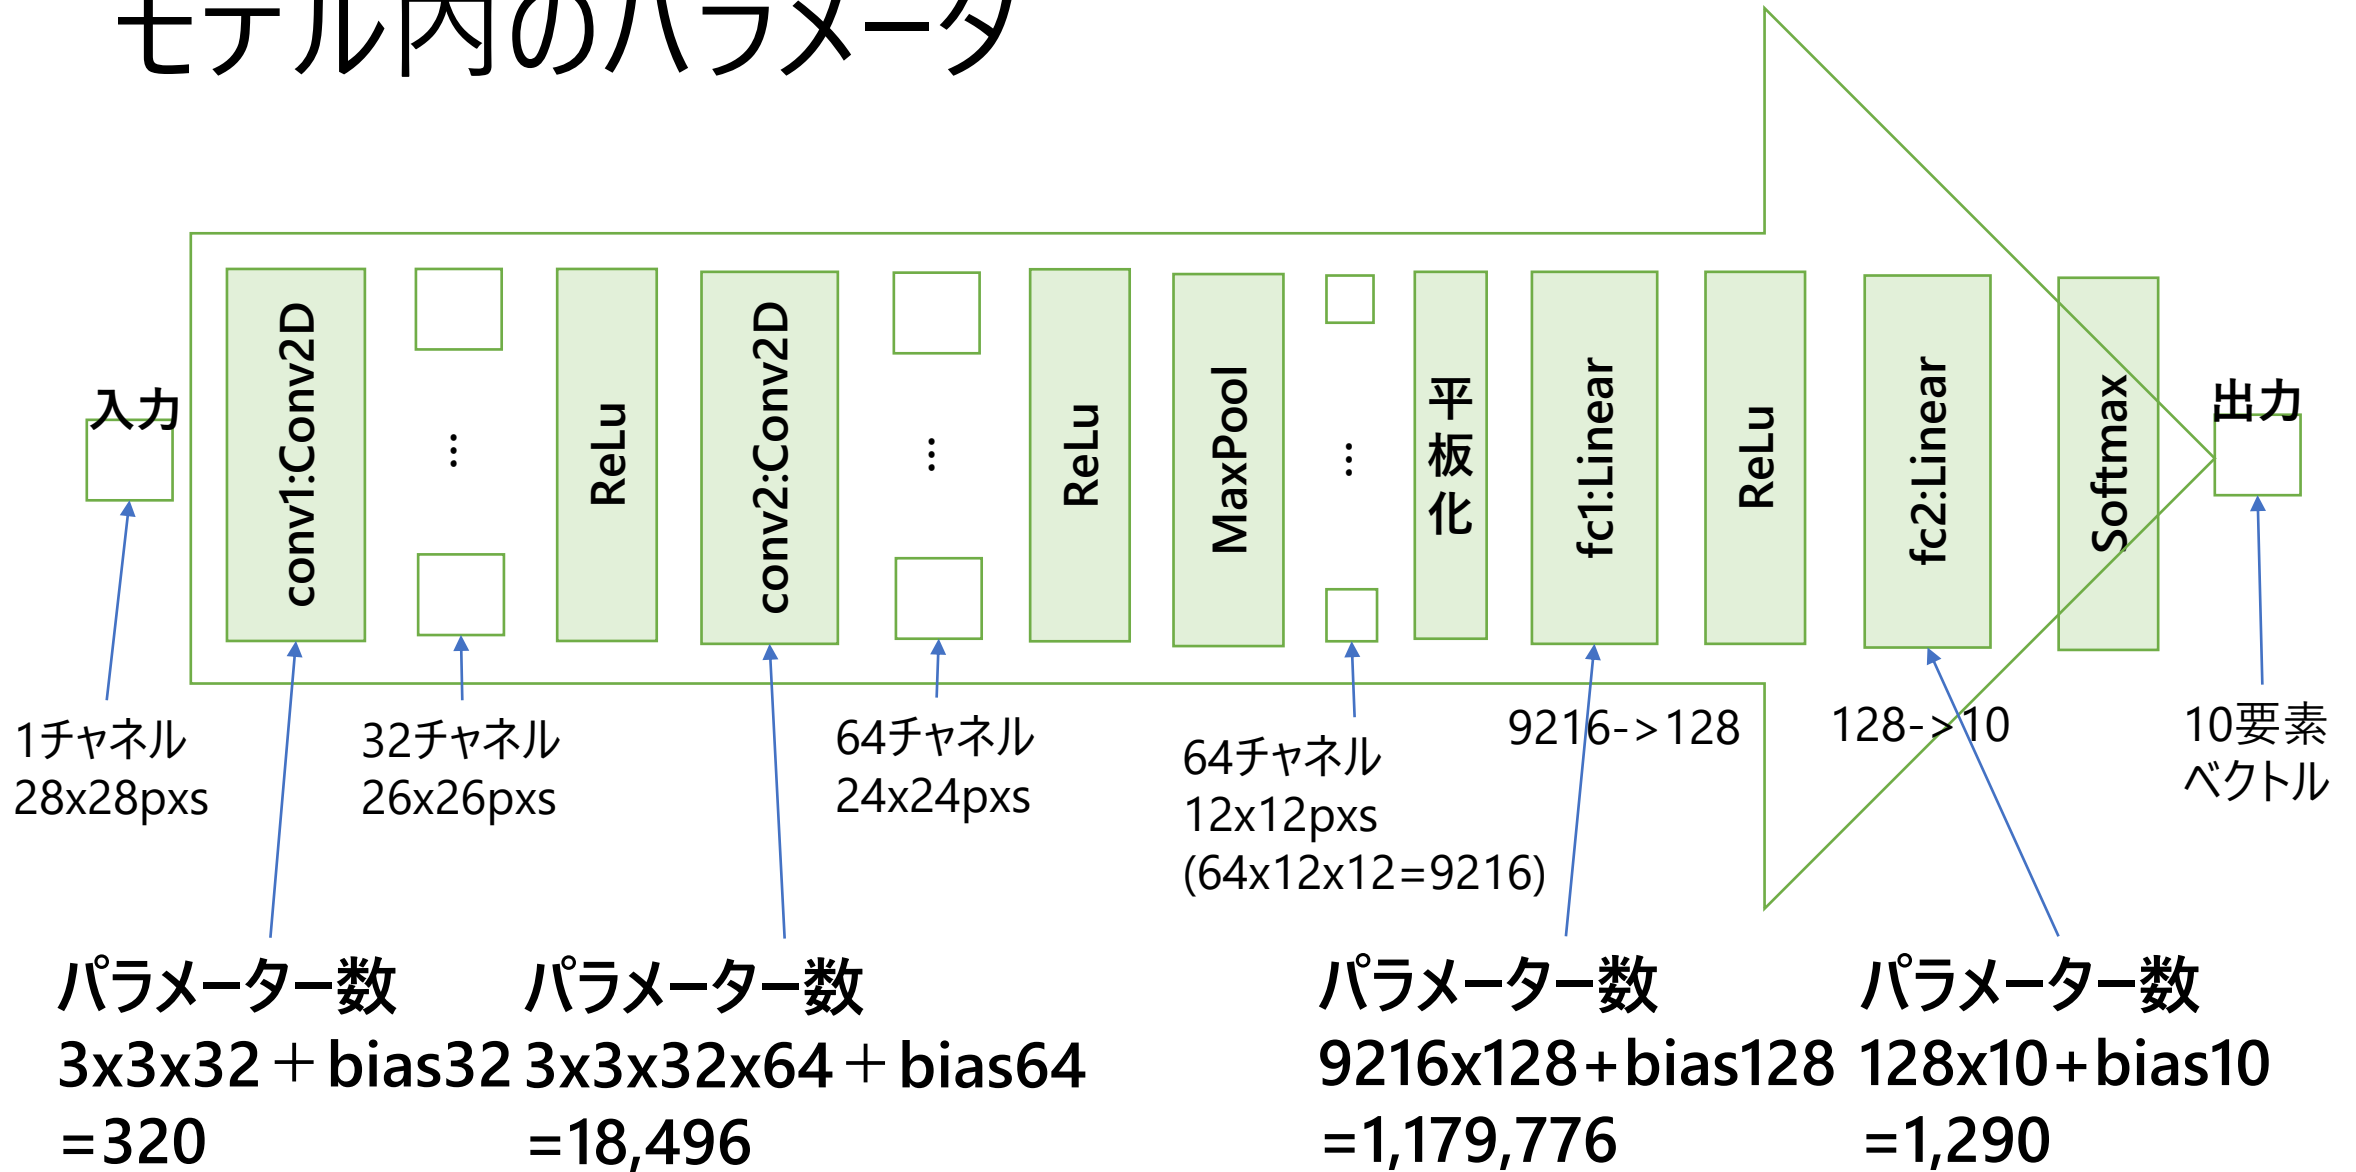 モデル内のパラメータ
入力
conv1:Conv2D
⋮
ReLu
conv2:Conv2D
⋮
ReLu
MaxPool
⋮
平板化
fc1:Linear
ReLu
fc2:Linear
Softmax
出力
1チャネル
28x28pxs
32チャネル
26x26pxs
64チャネル
24x24pxs
64チャネル
12x12pxs
(64x12x12=9216)
9216->128
128->10
10要素
ベクトル
パラメーター数
3x3x32＋bias32
=320
パラメーター数
3x3x32x64＋bias64
=18,496
パラメーター数
9216x128+bias128
=1,179,776
パラメーター数
128x10+bias10
=1,290